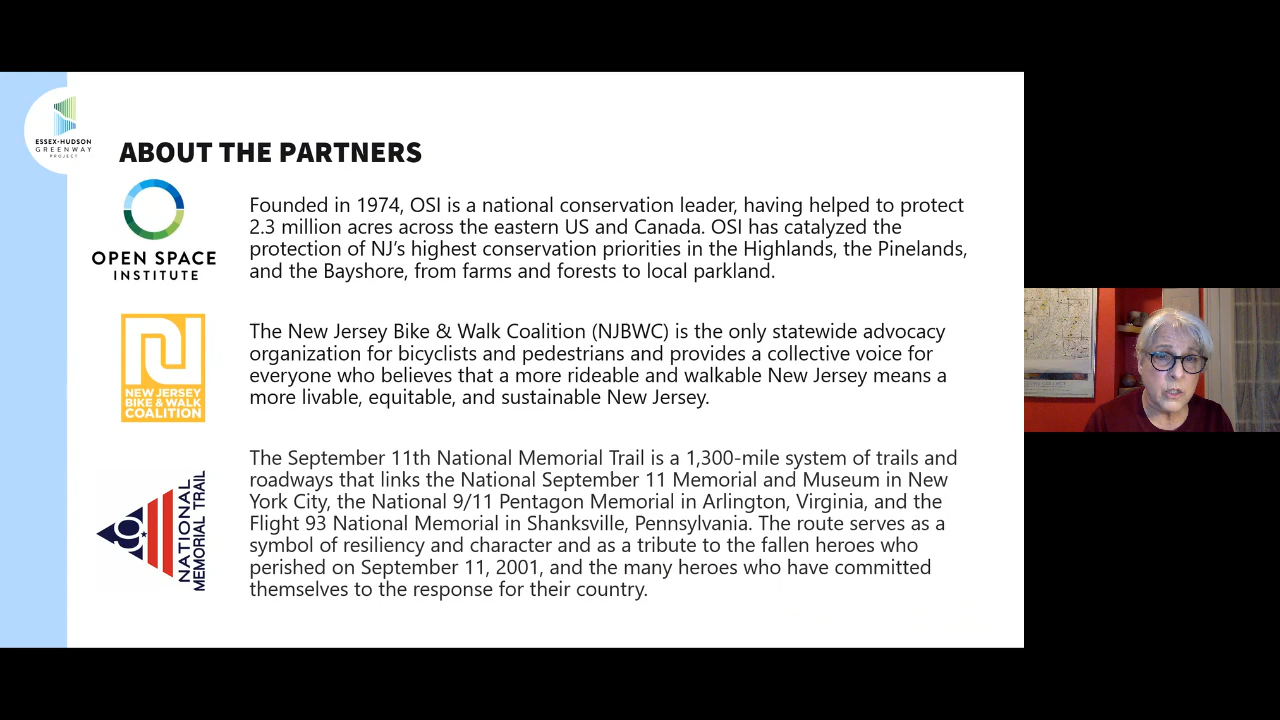 ESSEX-HUDSON
GREENWAY
PROJECT
ABOUT THE PARTNERS
OPEN SPACE
INSTITUTE
Founded in 1974, OSI is a national conservation leader, having helped to protect
2.3 million acres across the eastern US and Canada. OSI has catalyzed the
protection of NJ's highest conservation priorities in the Highlands, the Pinelands,
and the Bayshore, from farms and forests to local parkland.
NEW JERSEY
BIKE & WALK
COALITION
The New Jersey Bike & Walk Coalition (NJBWC) is the only statewide advocacy
organization for bicyclists and pedestrians and provides a collective voice for
everyone who believes that a more rideable and walkable New Jersey means a
more livable, equitable, and sustainable New Jersey.
NATIONAL
MEMORIAL TRAIL
The September 11th National Memorial Trail is a 1,300-mile system of trails and
roadways that links the National September 11 Memorial and Museum in New
York City, the National 9/11 Pentagon Memorial in Arlington, Virginia, and the
Flight 93 National Memorial in Shanksville, Pennsylvania. The route serves as a
symbol of resiliency and character and as a tribute to the fallen heroes who
perished on September 11, 2001, and the many heroes who have committed
themselves to the response for their country.